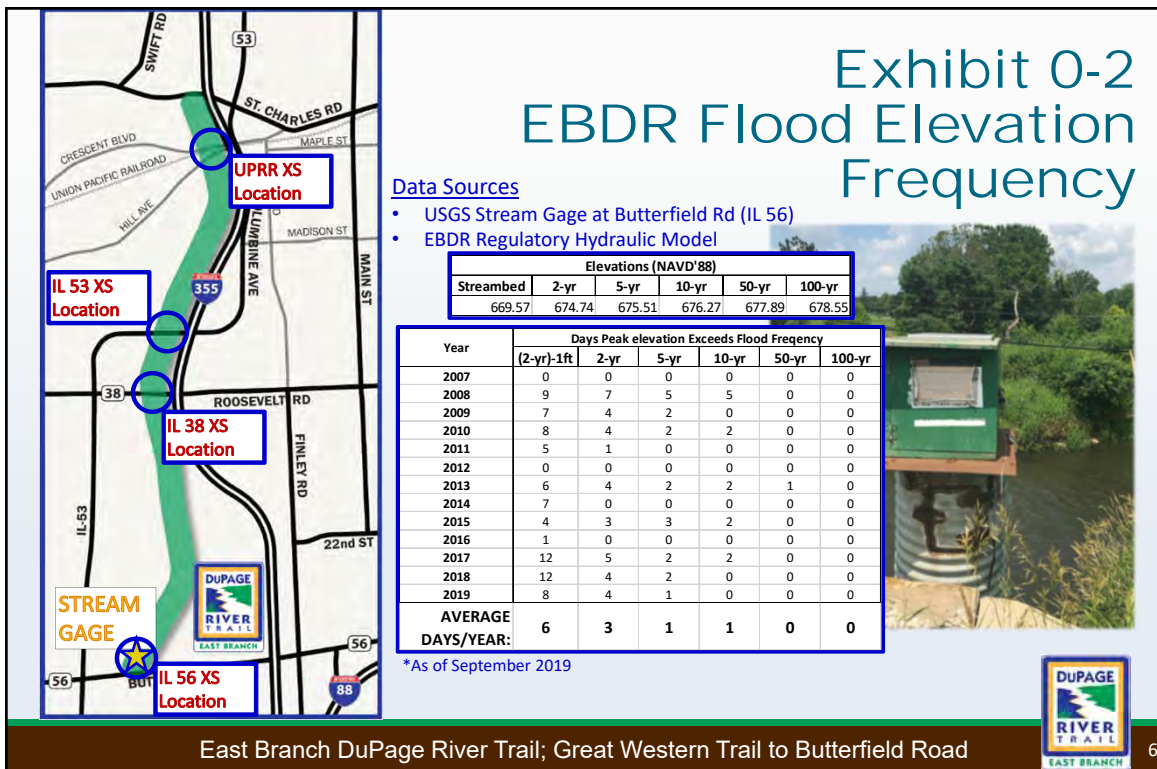 Exhibit 0-2
EBDR Flood Elevation
Frequency
SWIFT RD
53
ST. CHARLES RD
CRESCENT BLVD
MAPLE ST
UNION PACIFIC RAILROAD
UPRR XS
Location
HILL AVE
LUMBINE AVE
MADISON ST
MAIN ST
IL 53 XS
Location
355
38
ROOSEVELT RD
IL 38 XS
Location
FINLEY RD
IL-53
22nd ST
STREAM
GAGE
DUPAGE
RIVER
TRAIL
EAST BRANCH
56
56
BUT
IL 56 XS
Location
88
Data Sources
• USGS Stream Gage at Butterfield Rd (IL 56)
• EBDR Regulatory Hydraulic Model
Elevations (NAVD'88)
Streambed 2-yr 5-yr 10-yr 50-yr 100-yr
669.57 674.74 675.51 676.27 677.89 678.55
Year Days Peak elevation Exceeds Flood Freqency
(2-yr)-1ft 2-yr 5-yr 10-yr 50-yr 100-yr
2007 0 0 0 0 0 0
2008 9 7 5 5 0 0
2009 7 4 2 0 0 0
2010 8 4 2 2 0 0
2011 5 1 0 0 0 0
2012 0 0 0 0 0 0
2013 6 4 2 2 1 0
2014 7 0 0 0 0 0
2015 4 3 3 2 0 0
2016 1 0 0 0 0 0
2017 12 5 2 2 0 0
2018 12 4 2 0 0 0
2019 8 4 1 0 0 0
AVERAGE
DAYS/YEAR: 6 3 1 1 0 0
*As of September 2019
East Branch DuPage River Trail; Great Western Trail to Butterfield Road
DUPAGE
RIVER
TRAIL
EAST BRANCH
6